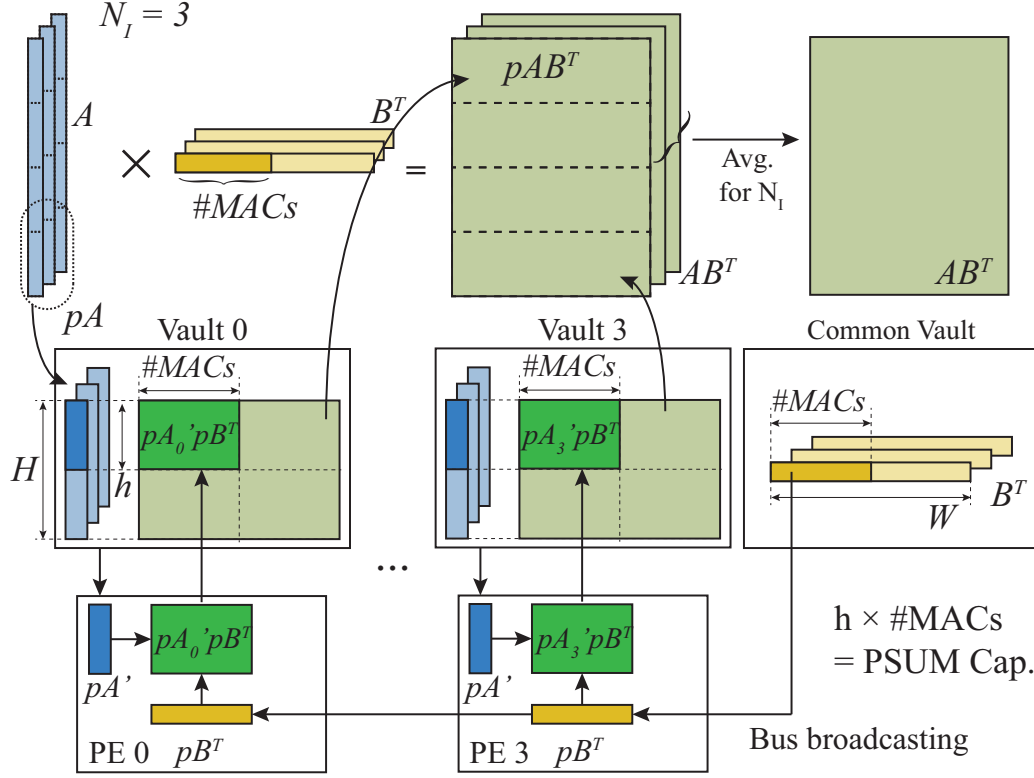 N_I = 3
A
×
B^T
#MACs
=
pAB^T
AB^T
Avg.
for N_I
AB^T
pA
Vault 0
Vault 3
Common Vault
#MACs
#MACs
#MACs
pA_0'pB^T
pA_3'pB^T
H
h
B^T
W
...
pA_0'pB^T
pA_3'pB^T
pA'
pA'
h × #MACs
= PSUM Cap.
PE 0
pB^T
PE 3
pB^T
Bus broadcasting